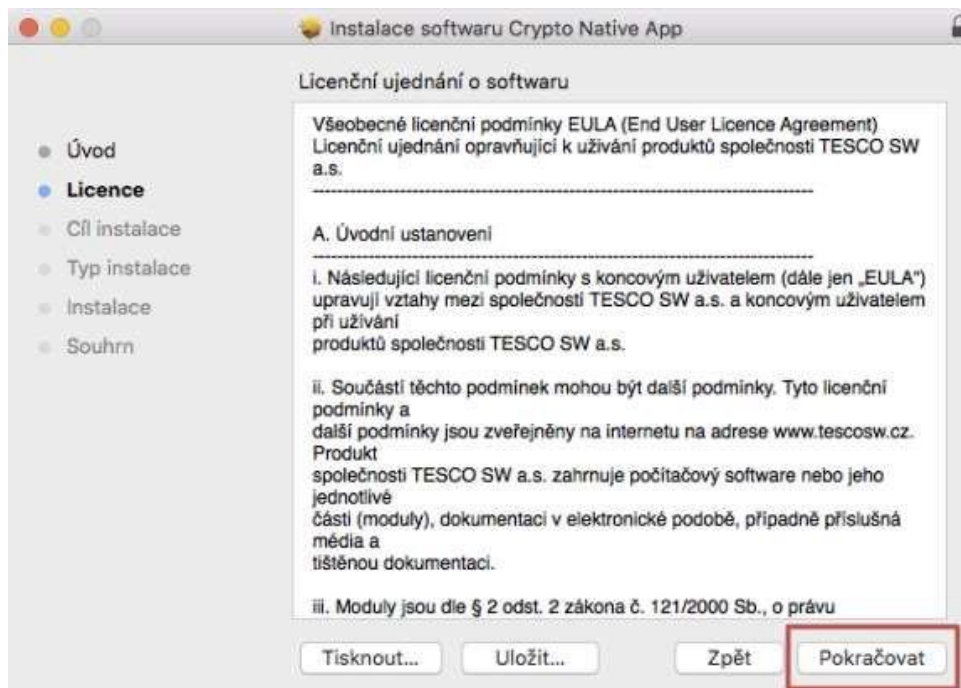 Instalace softwaru Crypto Native App
Licenční ujednání o softwaru
Úvod
Licence
Cíl instalace
Typ instalace
Instalace
Souhrn
Všeobecné licenční podmínky EULA (End User Licence Agreement)
Licenční ujednání opravňující k užívání produktů společnosti TESCO SW
a.s.
--------------------------------------------------------------------------------
A. Úvodní ustanovení
--------------------------------------------------------------------------------
i. Následující licenční podmínky s koncovým uživatelem (dále jen „EULA“)
upravují vztahy mezi společností TESCO SW a.s. a koncovým uživatelem
při užívání
produktů společnosti TESCO SW a.s.
ii. Součástí těchto podmínek mohou být další podmínky. Tyto licenční
podmínky a
další podmínky jsou zveřejněny na internetu na adrese www.tescosw.cz.
Produkt
společnosti TESCO SW a.s. zahrnuje počítačový software nebo jeho
jednotlivé
části (moduly), dokumentaci v elektronické podobě, případně příslušná
média a
tištěnou dokumentaci.
iii. Moduly jsou dle § 2 odst. 2 zákona č. 121/2000 Sb., o právu
Tisknout...
Uložit...
Zpět
Pokračovat